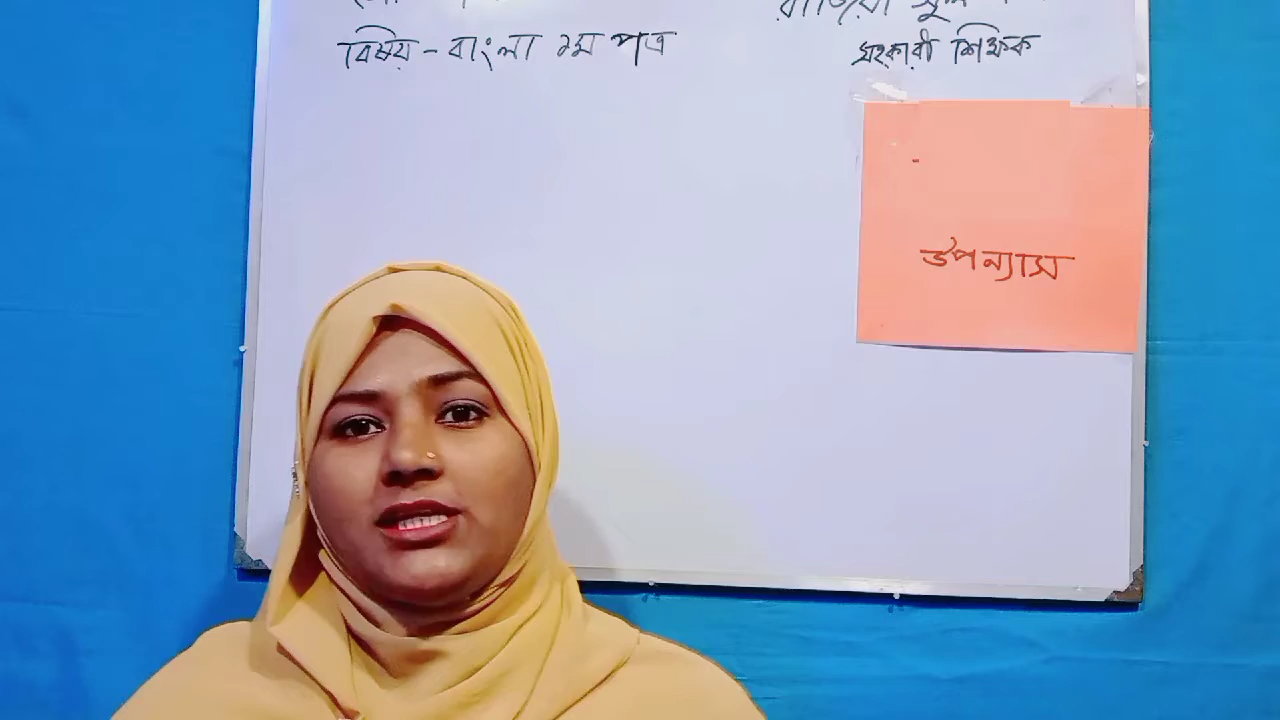 বিষয় - বাংলা ১ম পত্র
সহকারী শিক্ষক
উপন্যাস